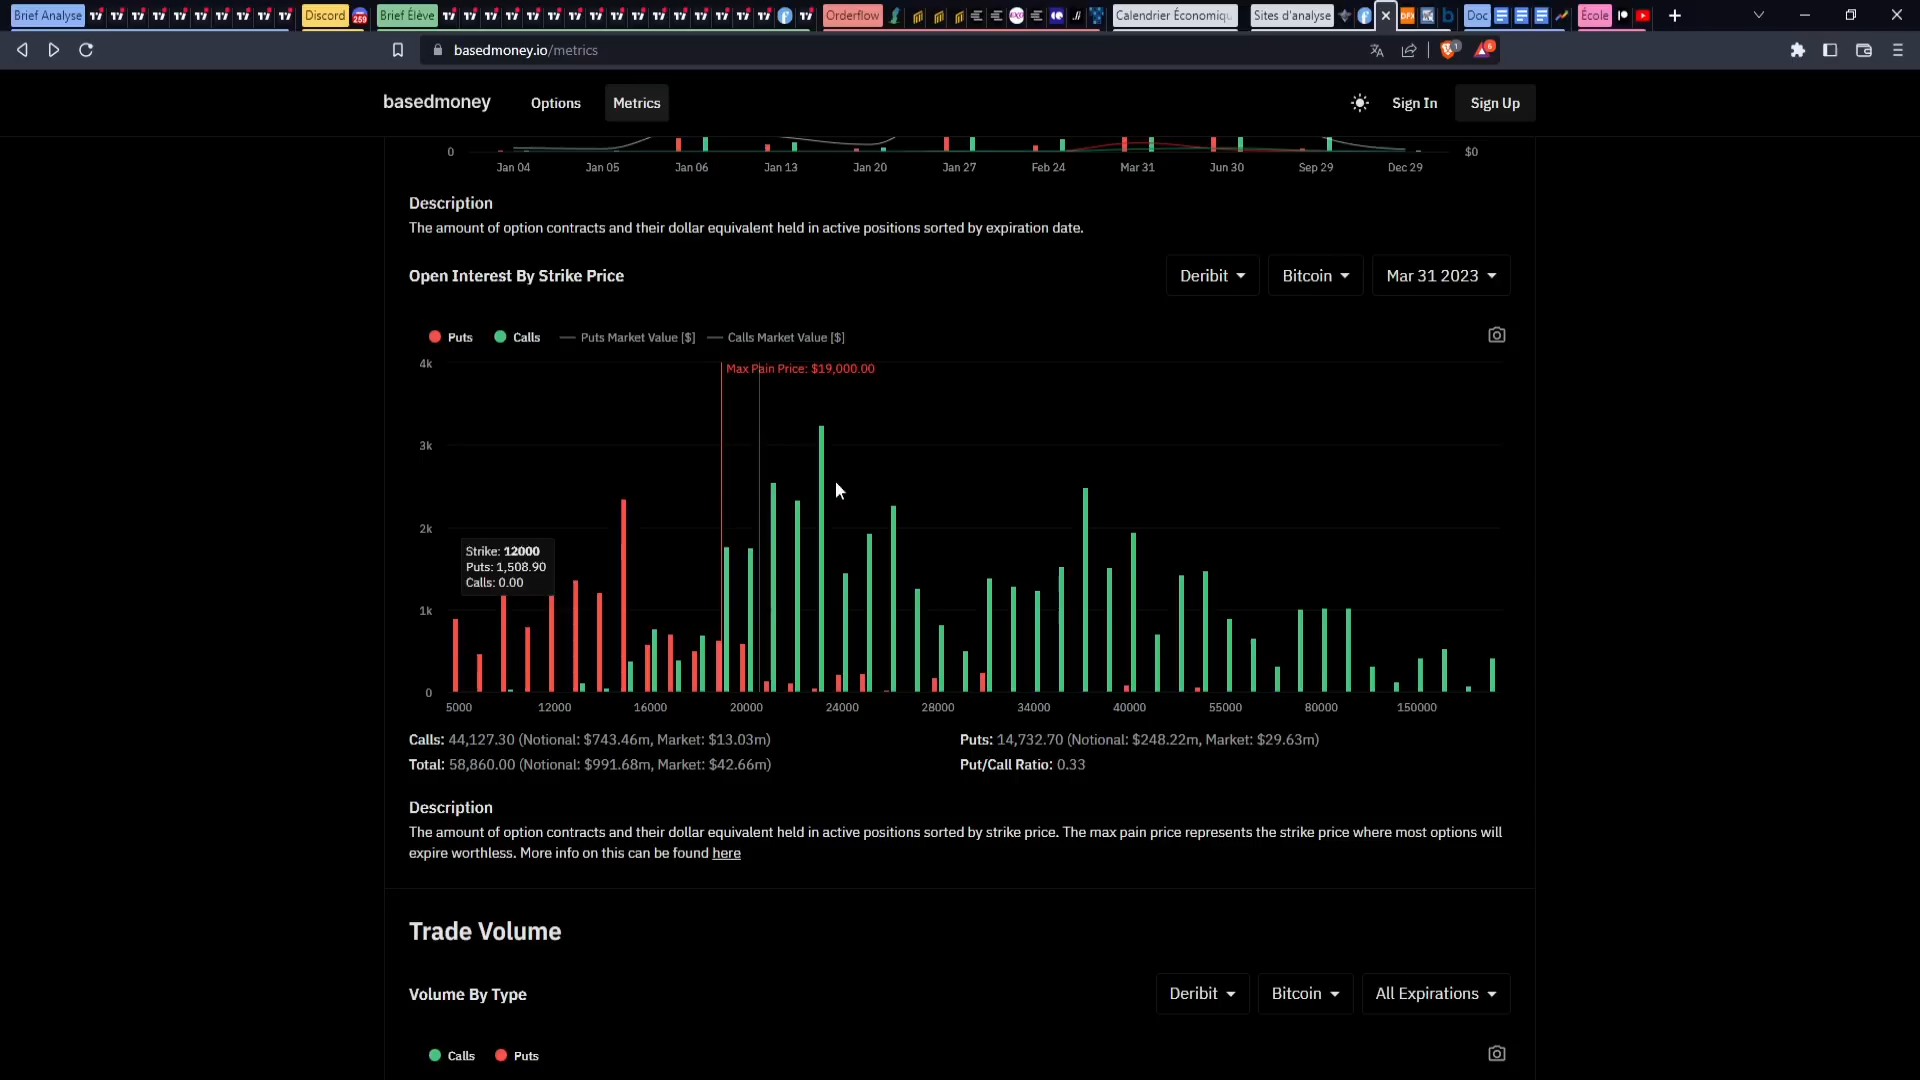 Brief Analyse
Discord
259
Brief Élève
Orderflow
Calendrier Économiqu
Sites d'analyse
Doc
École
basedmoney.io/metrics
1
6
basedmoney
Options
Metrics
Sign In
Sign Up
0
$0
Jan 04 Jan 05 Jan 06 Jan 13 Jan 20 Jan 27 Feb 24 Mar 31 Jun 30 Sep 29 Dec 29
Description
The amount of option contracts and their dollar equivalent held in active positions sorted by expiration date.
Open Interest By Strike Price
Deribit
Bitcoin
Mar 31 2023
Puts Calls Puts Market Value [$] Calls Market Value [$]
4k
Max Pain Price: $19,000.00
3k
2k
Strike: 12000
Puts: 1,508.90
Calls: 0.00
1k
0
5000 12000 16000 20000 24000 28000 34000 40000 55000 80000 150000
Calls: 44,127.30 (Notional: $743.46m, Market: $13.03m)
Puts: 14,732.70 (Notional: $248.22m, Market: $29.63m)
Total: 58,860.00 (Notional: $991.68m, Market: $42.66m)
Put/Call Ratio: 0.33
Description
The amount of option contracts and their dollar equivalent held in active positions sorted by strike price. The max pain price represents the strike price where most options will
expire worthless. More info on this can be found here
Trade Volume
Volume By Type
Deribit
Bitcoin
All Expirations
Calls Puts